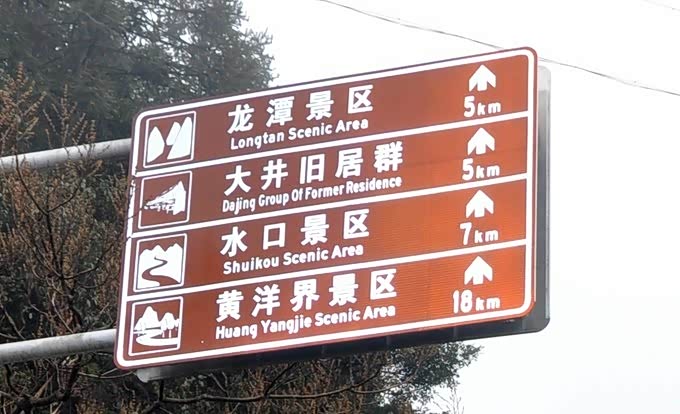 龙潭景区
Longtan Scenic Area
5km
大井旧居群
Dajing Group Of Former Residence
5km
水口景区
Shuikou Scenic Area
7km
黄洋界景区
Huang Yangjie Scenic Area
18km